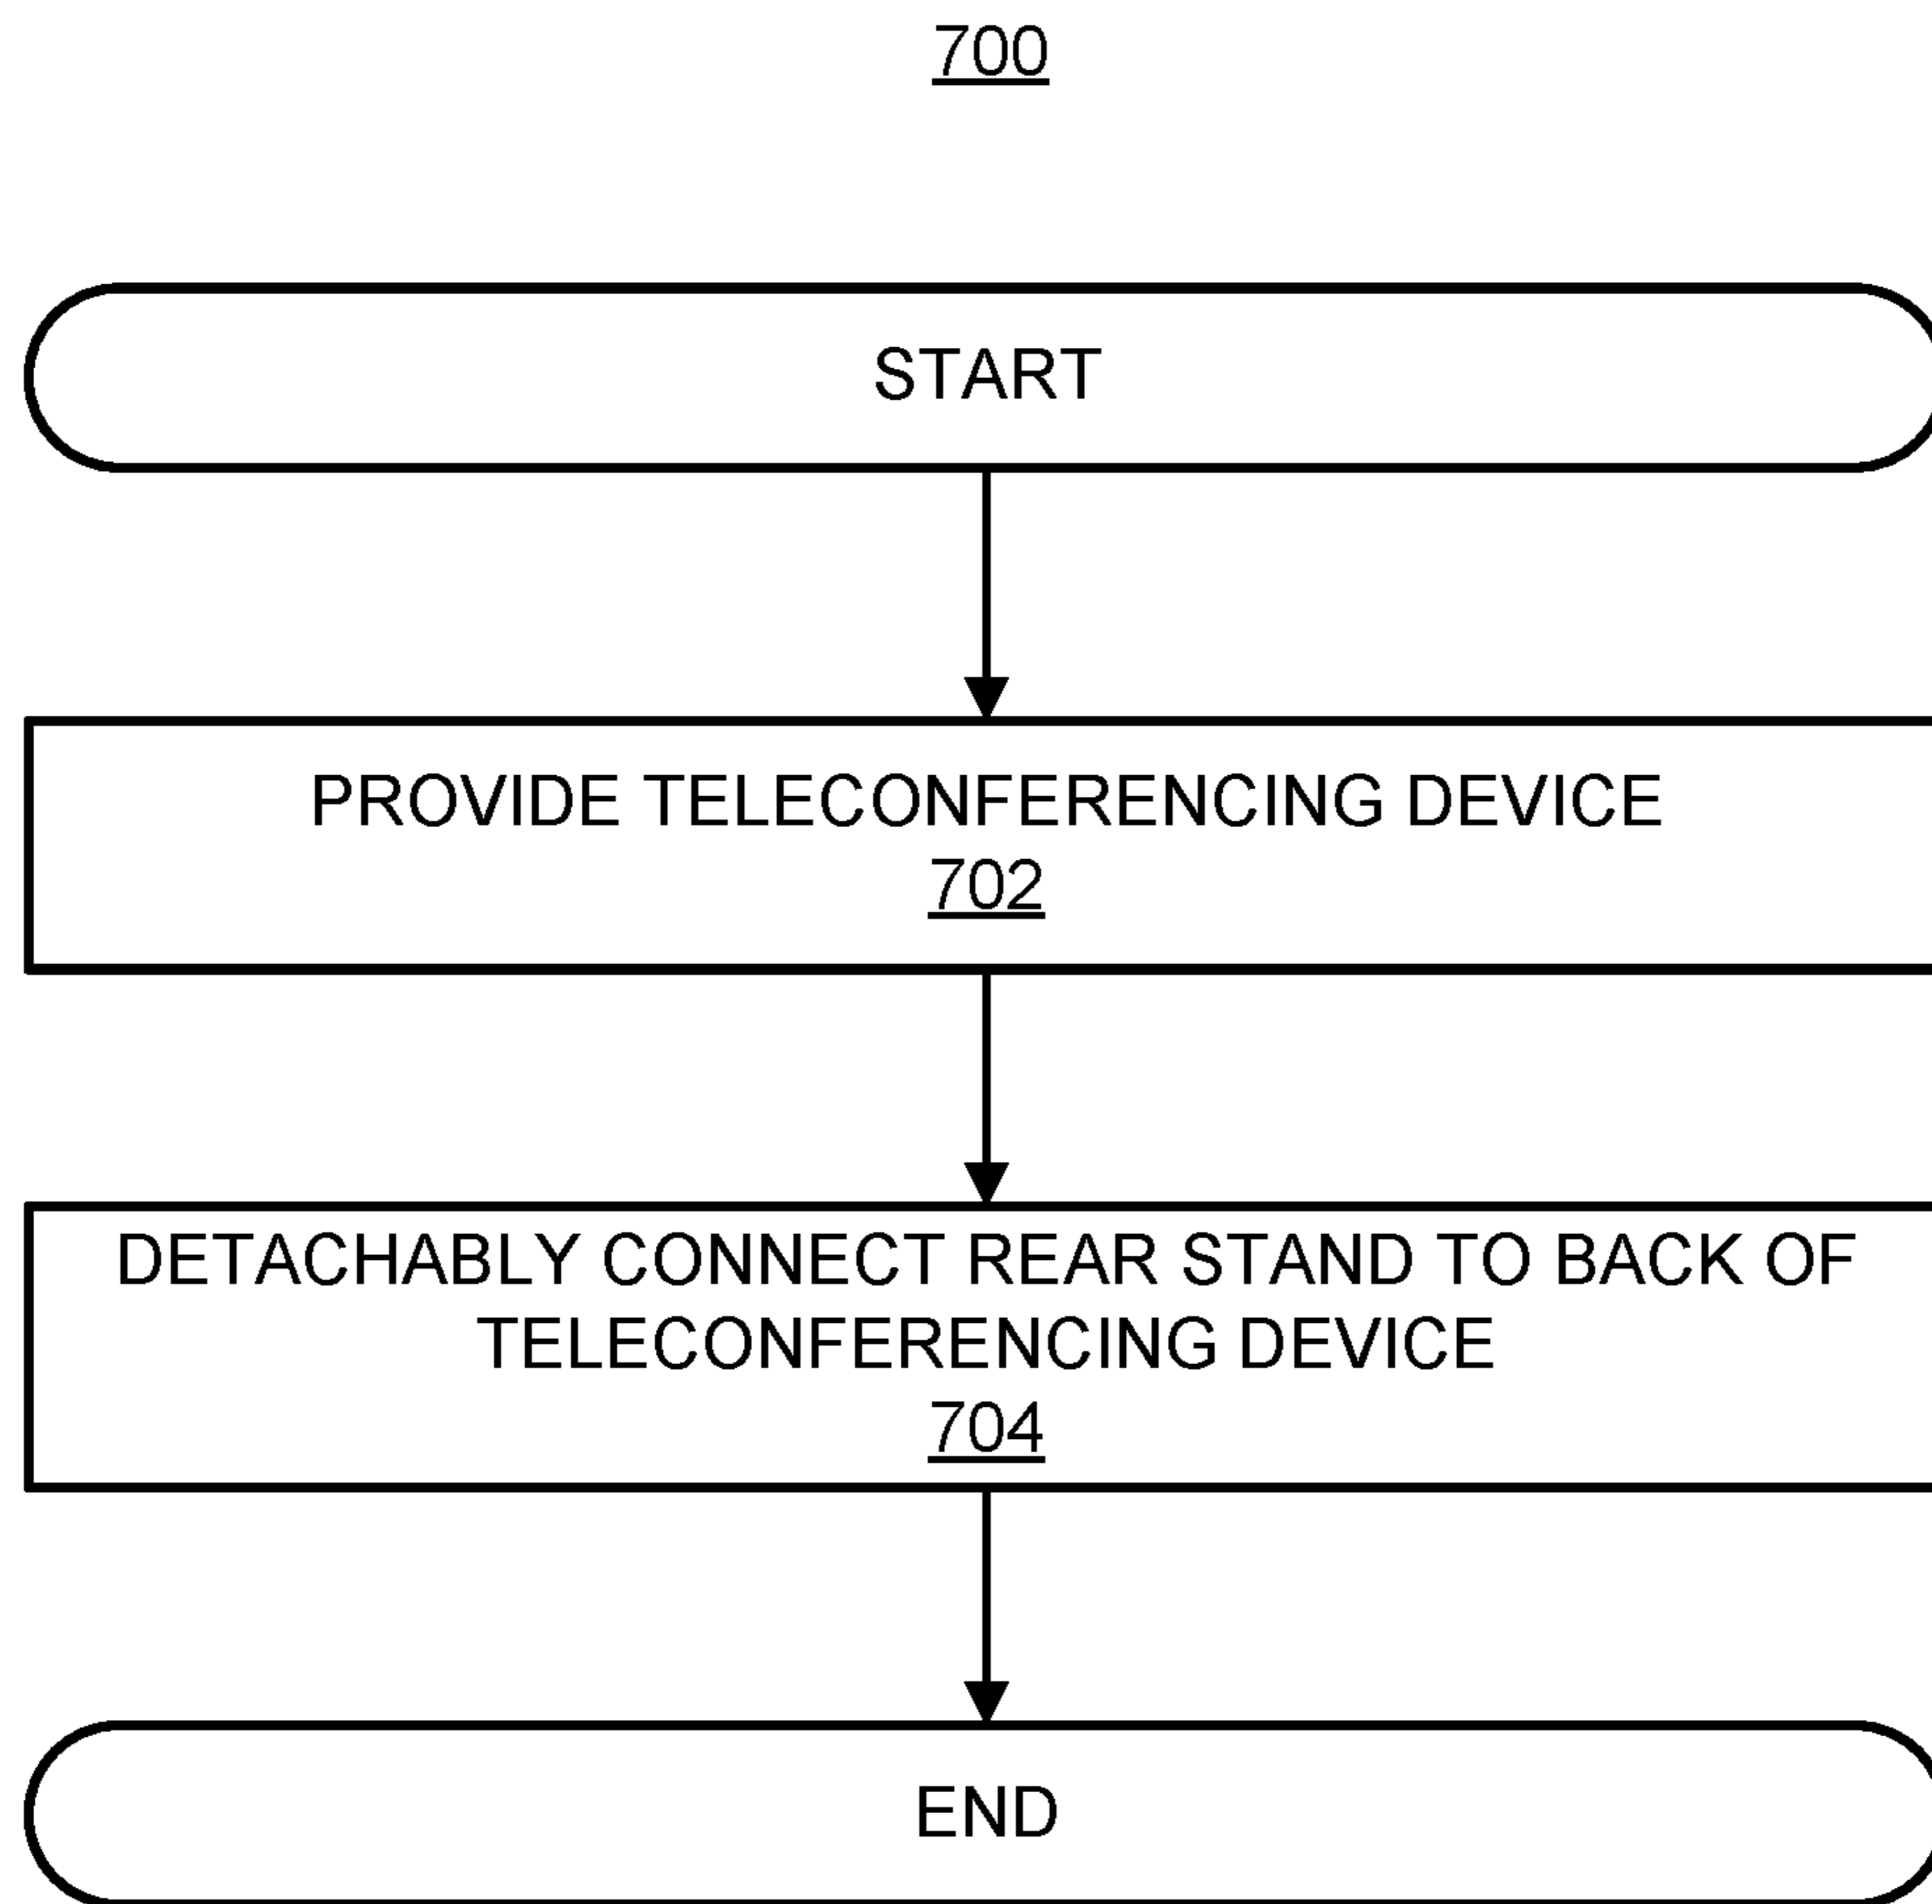 700
START
PROVIDE TELECONFERENCING DEVICE
702
DETACHABLY CONNECT REAR STAND TO BACK OF
TELECONFERENCING DEVICE
704
END